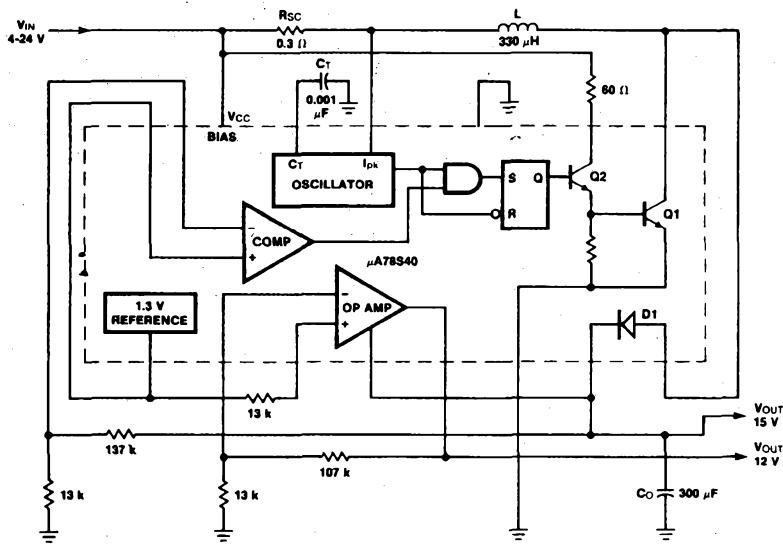 VIN
4-24 V
RSC
0.3 Ω
L
330 μH
CT
0.001
μF
60 Ω
VCC
BIAS
CT
Ipk
OSCILLATOR
S
Q
R
Q2
Q1
−
COMP
+
μA78S40
1.3 V
REFERENCE
−
OP AMP
+
D1
13 k
VOUT
15 V
137 k
107 k
VOUT
12 V
13 k
13 k
CO
300 μF